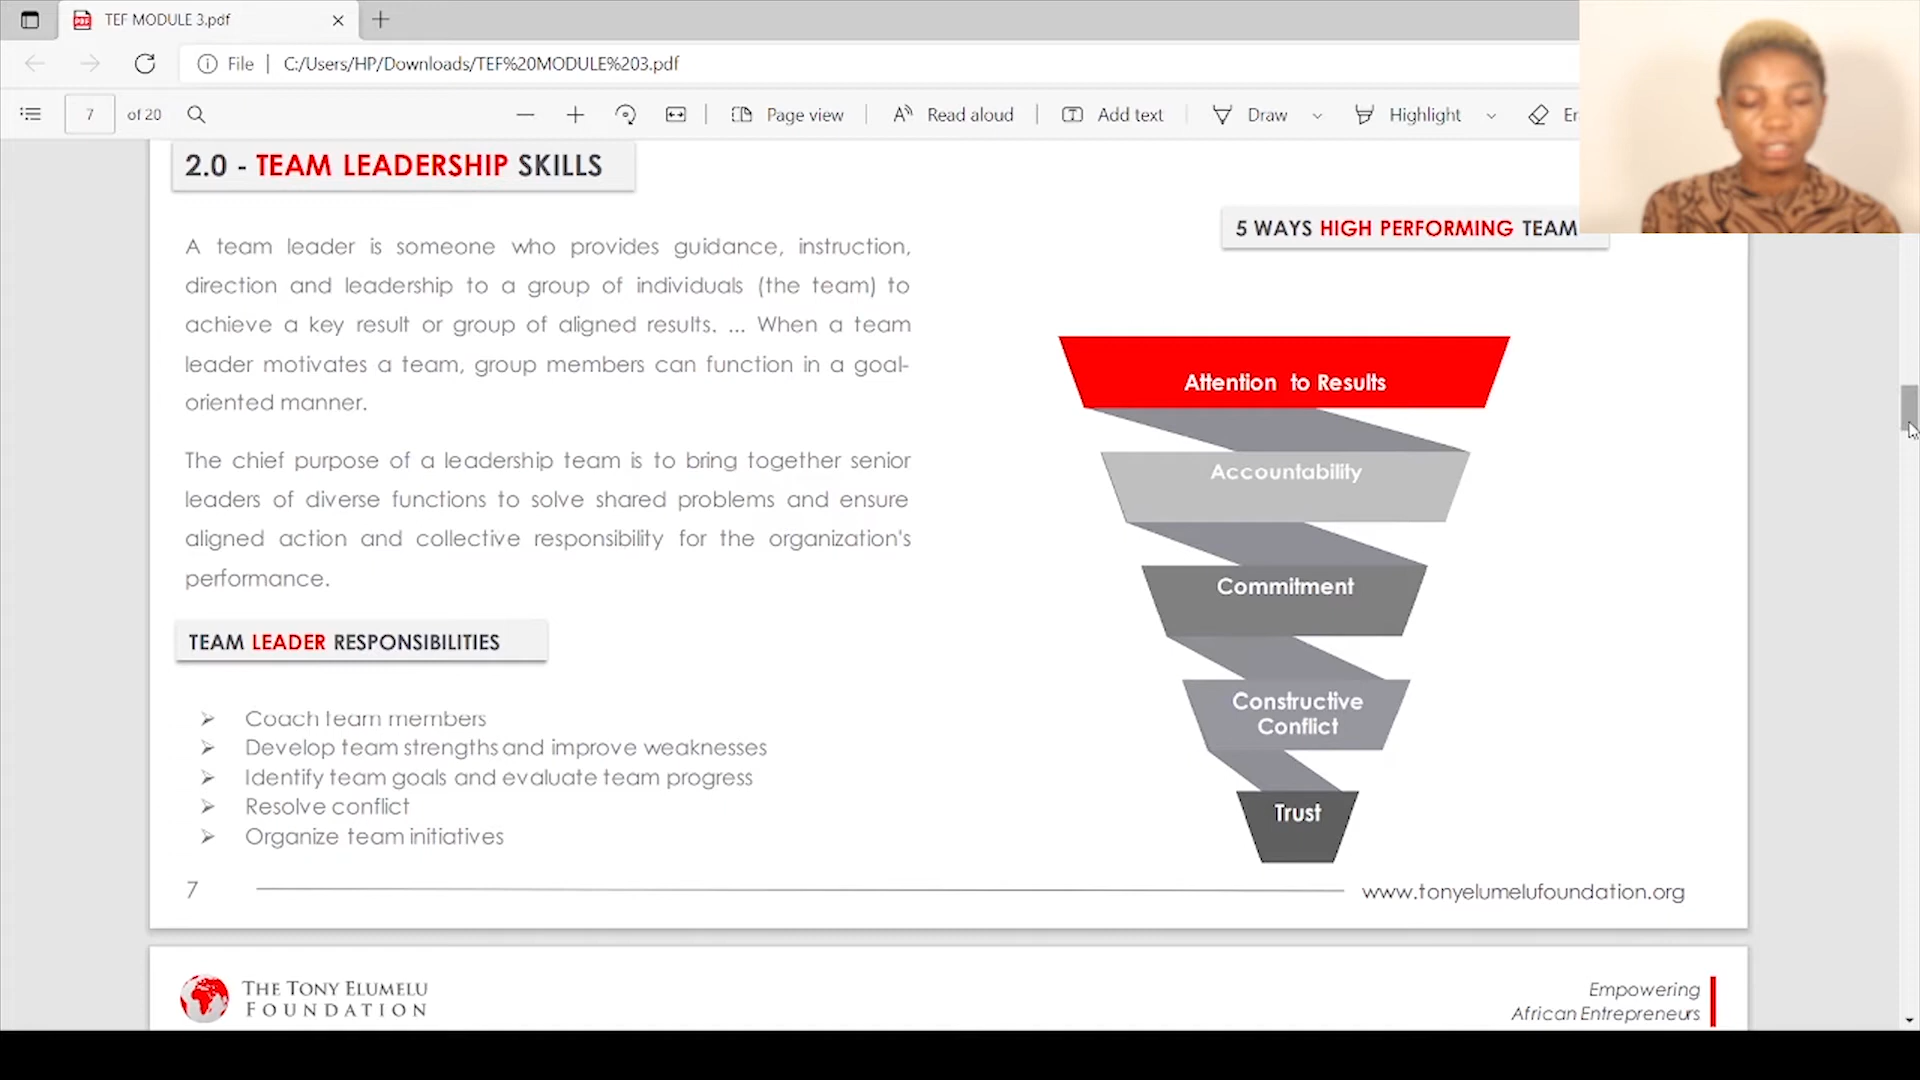 TEF MODULE 3.pdf
File
C:/Users/HP/Downloads/TEF%20MODULE%203.pdf
7 of 20
Page view
Read aloud
Add text
Draw
Highlight
2.0 - TEAM LEADERSHIP SKILLS
A team leader is someone who provides guidance, instruction,
direction and leadership to a group of individuals (the team) to
achieve a key result or group of aligned results. ... When a team
leader motivates a team, group members can function in a goal-
oriented manner.
The chief purpose of a leadership team is to bring together senior
leaders of diverse functions to solve shared problems and ensure
aligned action and collective responsibility for the organization's
performance.
TEAM LEADER RESPONSIBILITIES
Coach team members
Develop team strengths and improve weaknesses
Identify team goals and evaluate team progress
Resolve conflict
Organize team initiatives
5 WAYS HIGH PERFORMING TEAM
Attention to Results
Accountability
Commitment
Constructive
Conflict
Trust
7
www.tonyelumelufoundation.org
THE TONY ELUMELU
FOUNDATION
Empowering
African Entrepreneurs